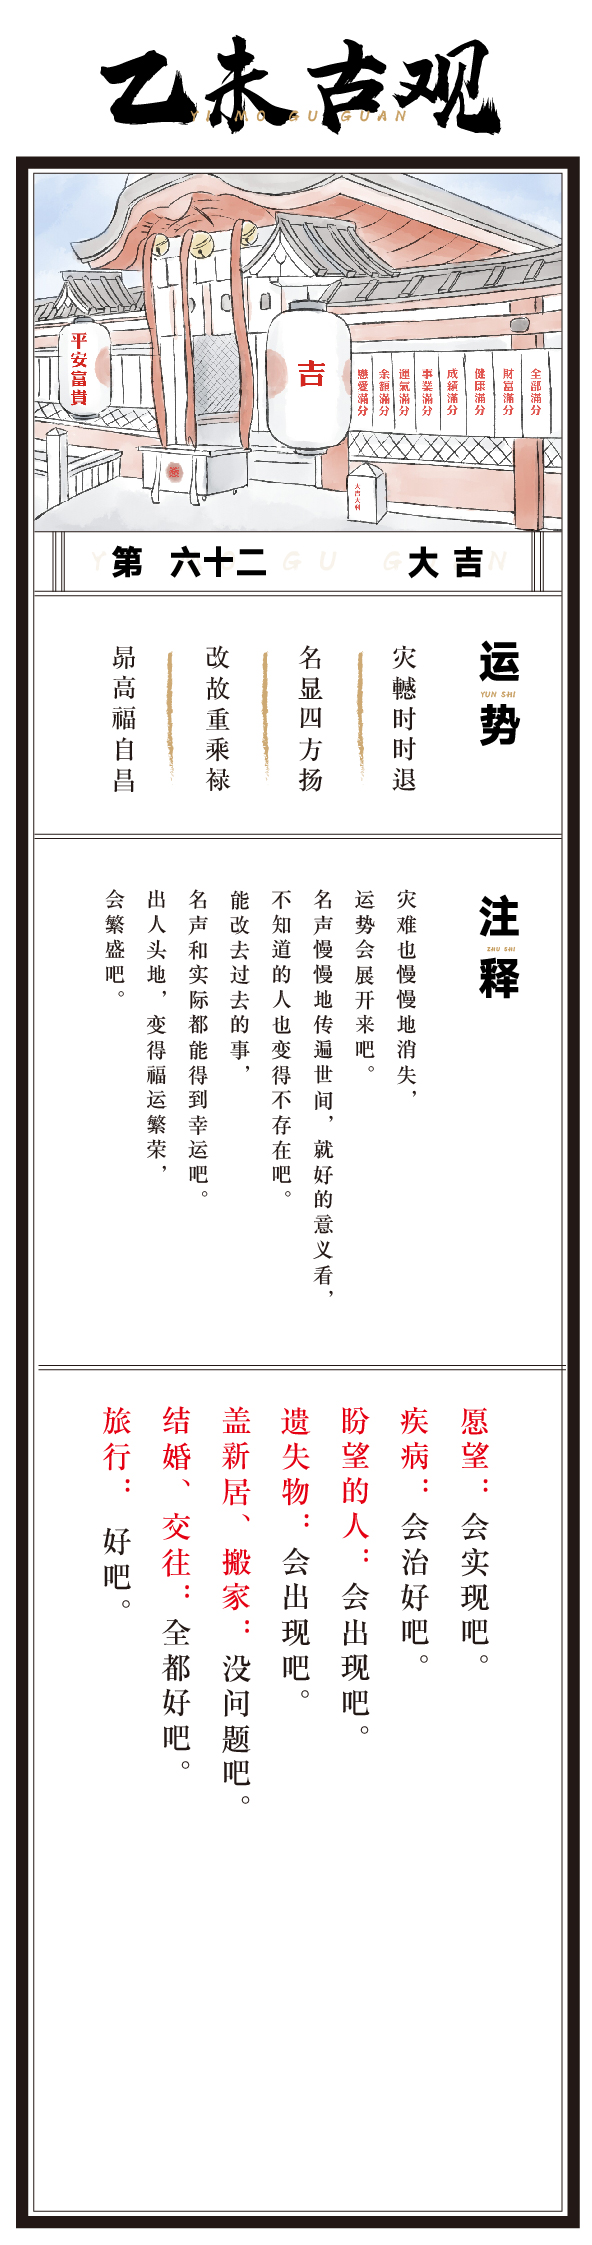 乙未古观
YI MO GU GUAN
平安富貴
吉
戀愛滿分
余額滿分
運氣滿分
事業滿分
成績滿分
健康滿分
財富滿分
全部滿分
大吉大利
第 六十二 大吉
运势
YUN SHI
灾轗时时退
名显四方扬
改故重乘禄
昴高福自昌
注释
ZHU SHI
灾难也慢慢地消失，
运势会展开来吧。
名声慢慢地传遍世间，就好的意义看，
不知道的人也变得不存在吧。
能改去过去的事，
名声和实际都能得到幸运吧。
出人头地，变得福运繁荣，
会繁盛吧。
愿望：会实现吧。
疾病：会治好吧。
盼望的人：会出现吧。
遗失物：会出现吧。
盖新居、搬家：没问题吧。
结婚、交往：全都好吧。
旅行：好吧。